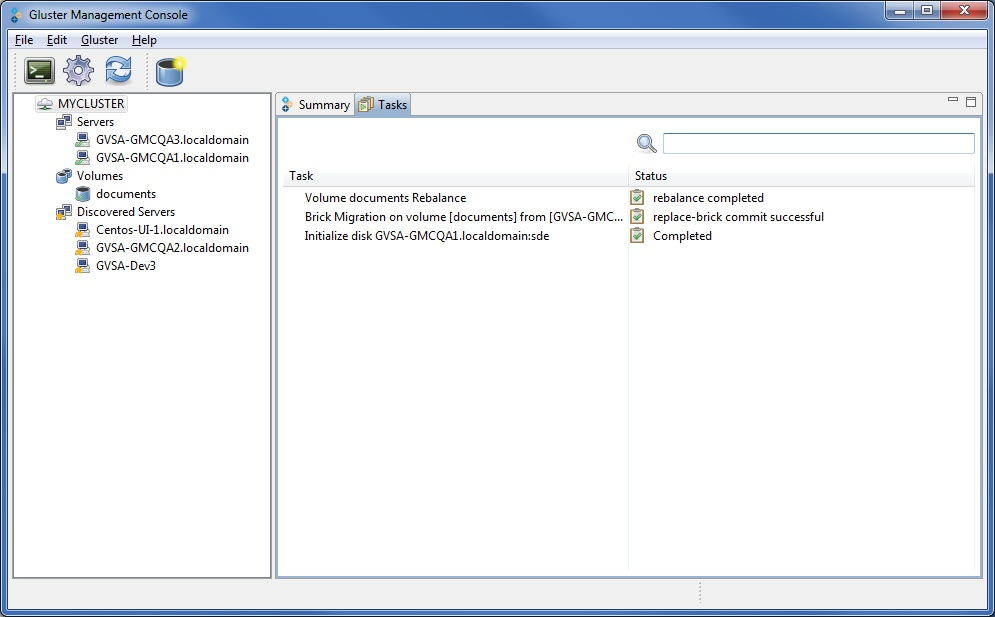 Gluster Management Console
File Edit Gluster Help
MYCLUSTER
Servers
GVSA-GMCQA3.localdomain
GVSA-GMCQA1.localdomain
Volumes
documents
Discovered Servers
Centos-UI-1.localdomain
GVSA-GMCQA2.localdomain
GVSA-Dev3
Summary Tasks
Task Status
Volume documents Rebalance rebalance completed
Brick Migration on volume [documents] from [GVSA-GMC... replace-brick commit successful
Initialize disk GVSA-GMCQA1.localdomain:sde Completed